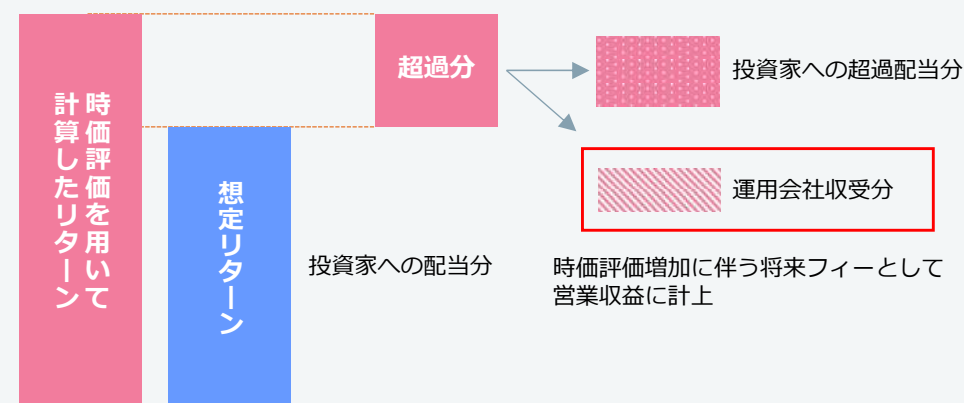 時価評価を用いて
計算したリターン
想定リターン
投資家への配当分
超過分
投資家への超過配当分
運用会社収受分
時価評価増加に伴う将来フィーとして
営業収益に計上